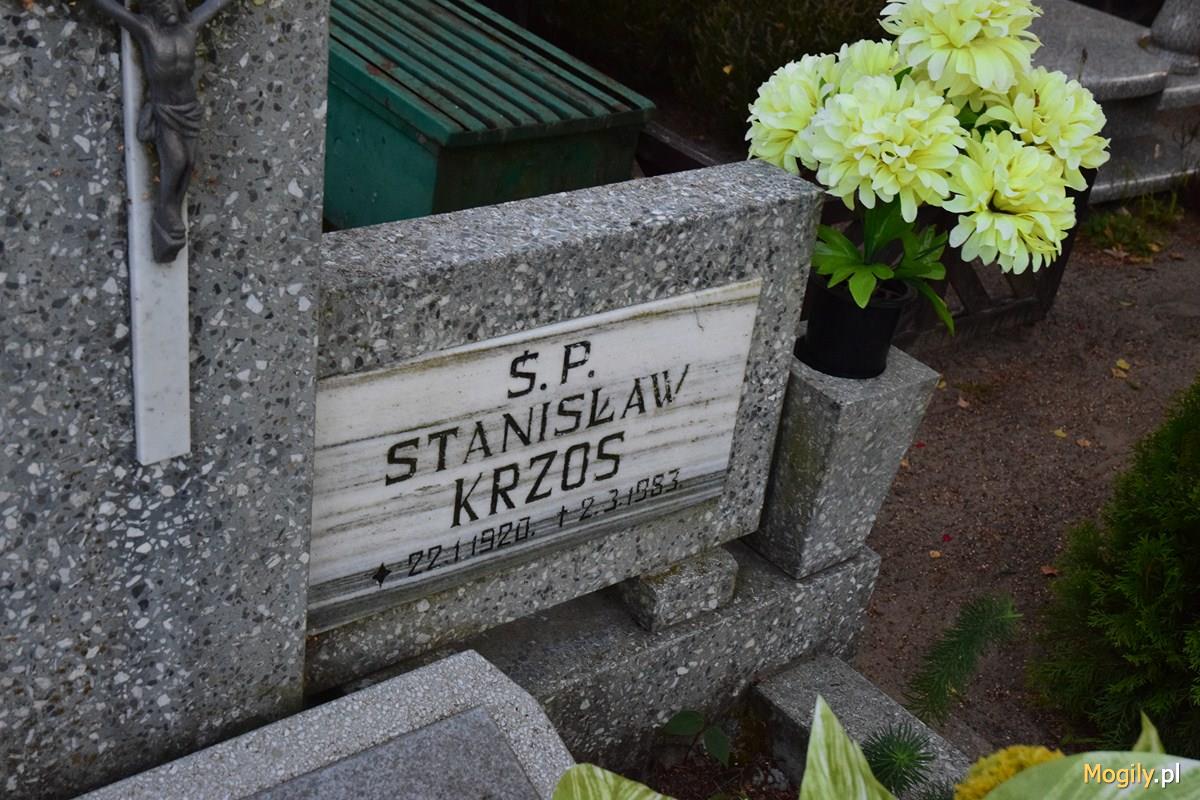 Ś. P.
STANISŁAW
KRZOS
22.1.1920. † 2.3.1983.
Mogily.pl